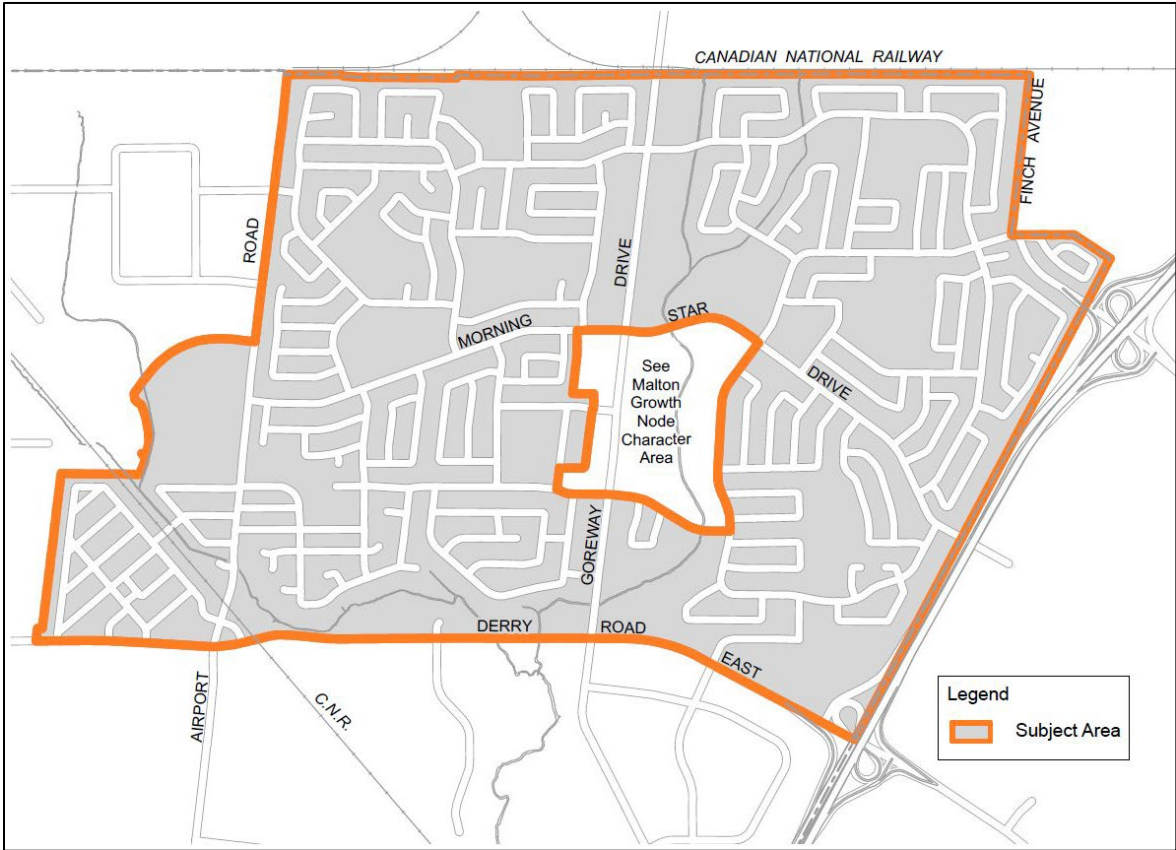 CANADIAN NATIONAL RAILWAY
FINCH AVENUE
ROAD
DRIVE
STAR
MORNING
DRIVE
See
Malton
Growth
Node
Character
Area
GOREWAY
DERRY ROAD
EAST
AIRPORT
C.N.R.
Legend
Subject Area